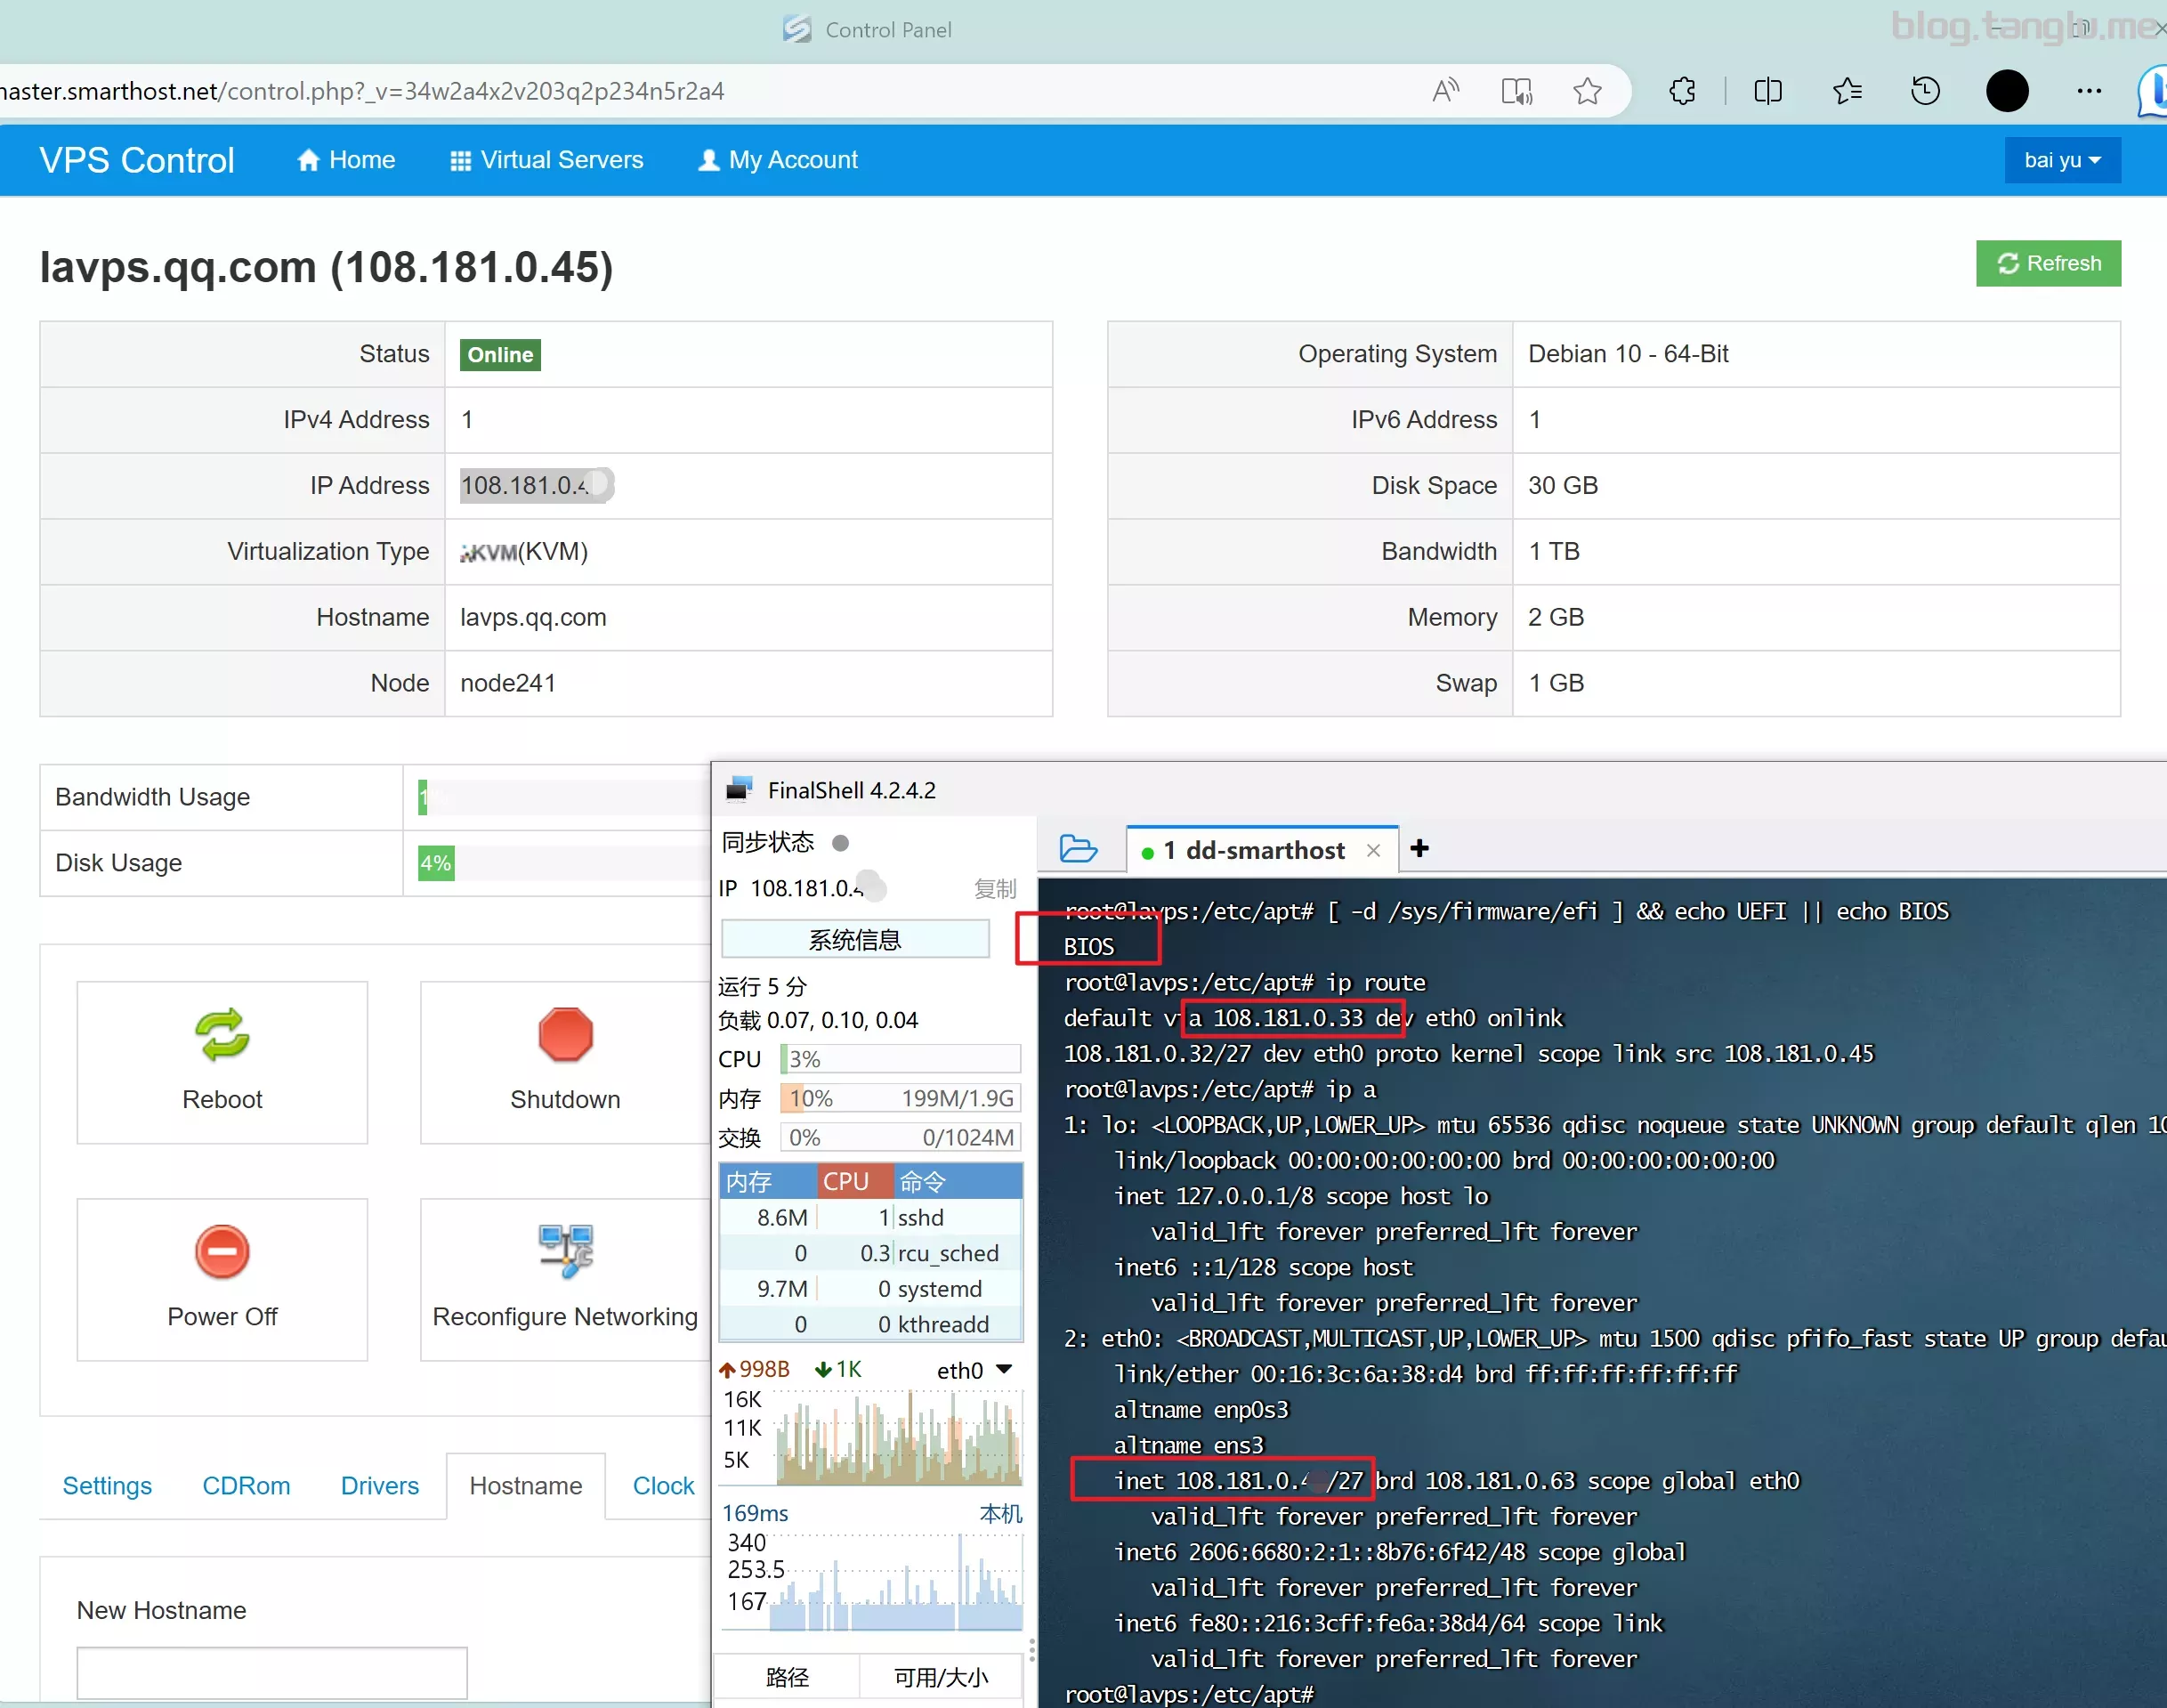 Control Panel
blog.tanglu.me
master.smarthost.net/control.php?_v=34w2a4x2v203q2p234n5r2a4
VPS Control
Home
Virtual Servers
My Account
bai yu
lavps.qq.com (108.181.0.45)
Refresh
Status Online
IPv4 Address 1
IP Address 108.181.0.4
Virtualization Type KVM(KVM)
Hostname lavps.qq.com
Node node241
Operating System Debian 10 - 64-Bit
IPv6 Address 1
Disk Space 30 GB
Bandwidth 1 TB
Memory 2 GB
Swap 1 GB
Bandwidth Usage
Disk Usage 4%
Reboot
Shutdown
Power Off
Reconfigure Networking
Settings
CDRom
Drivers
Hostname
Clock
New Hostname
FinalShell 4.2.4.2
同步状态
IP 108.181.0.4
复制
系统信息
运行 5 分
负载 0.07, 0.10, 0.04
CPU 3%
内存 10% 199M/1.9G
交换 0% 0/1024M
内存 CPU 命令
8.6M 1 sshd
0 0.3 rcu_sched
9.7M 0 systemd
0 0 kthreadd
998B 1K eth0
16K
11K
5K
169ms 本机
340
253.5
167
路径 可用/大小
1 dd-smarthost
root@lavps:/etc/apt# [ -d /sys/firmware/efi ] && echo UEFI || echo BIOS
BIOS
root@lavps:/etc/apt# ip route
default via 108.181.0.33 dev eth0 onlink
108.181.0.32/27 dev eth0 proto kernel scope link src 108.181.0.45
root@lavps:/etc/apt# ip a
1: lo: <LOOPBACK,UP,LOWER_UP> mtu 65536 qdisc noqueue state UNKNOWN group default qlen 10
link/loopback 00:00:00:00:00:00 brd 00:00:00:00:00:00
inet 127.0.0.1/8 scope host lo
valid_lft forever preferred_lft forever
inet6 ::1/128 scope host
valid_lft forever preferred_lft forever
2: eth0: <BROADCAST,MULTICAST,UP,LOWER_UP> mtu 1500 qdisc pfifo_fast state UP group defau
link/ether 00:16:3c:6a:38:d4 brd ff:ff:ff:ff:ff:ff
altname enp0s3
altname ens3
inet 108.181.0.4 /27 brd 108.181.0.63 scope global eth0
valid_lft forever preferred_lft forever
inet6 2606:6680:2:1::8b76:6f42/48 scope global
valid_lft forever preferred_lft forever
inet6 fe80::216:3cff:fe6a:38d4/64 scope link
valid_lft forever preferred_lft forever
root@lavps:/etc/apt#